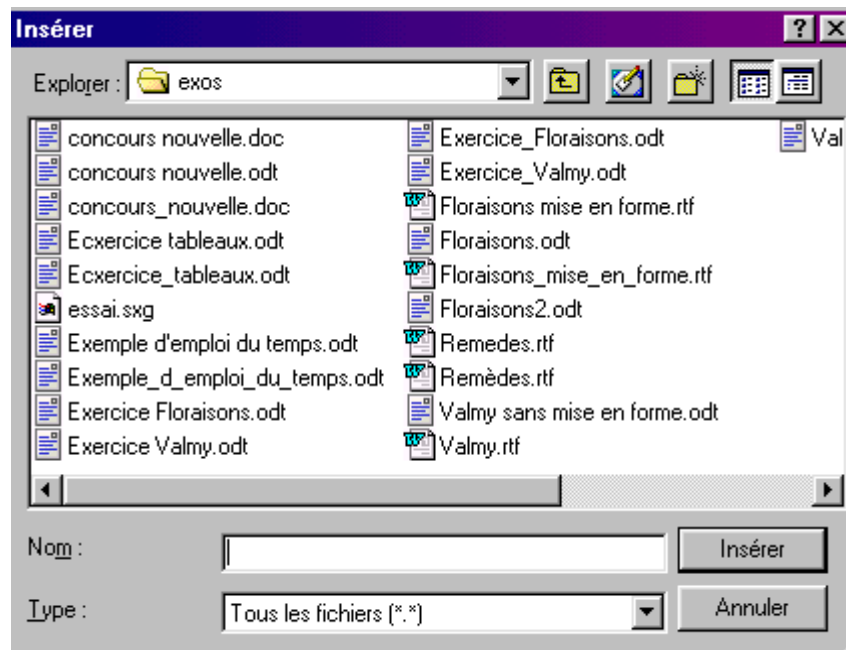 Insérer
Explorer : exos
concours nouvelle.doc
concours nouvelle.odt
concours_nouvelle.doc
Ecxercice tableaux.odt
Ecxercice_tableaux.odt
essai.sxg
Exemple d'emploi du temps.odt
Exemple_d_emploi_du_temps.odt
Exercice Floraisons.odt
Exercice Valmy.odt
Exercice_Floraisons.odt
Exercice_Valmy.odt
Floraisons mise en forme.rtf
Floraisons.odt
Floraisons_mise_en_forme.rtf
Floraisons2.odt
Remedes.rtf
Remèdes.rtf
Valmy sans mise en forme.odt
Valmy.rtf
Val
Nom :
Insérer
Type : Tous les fichiers (*.*)
Annuler